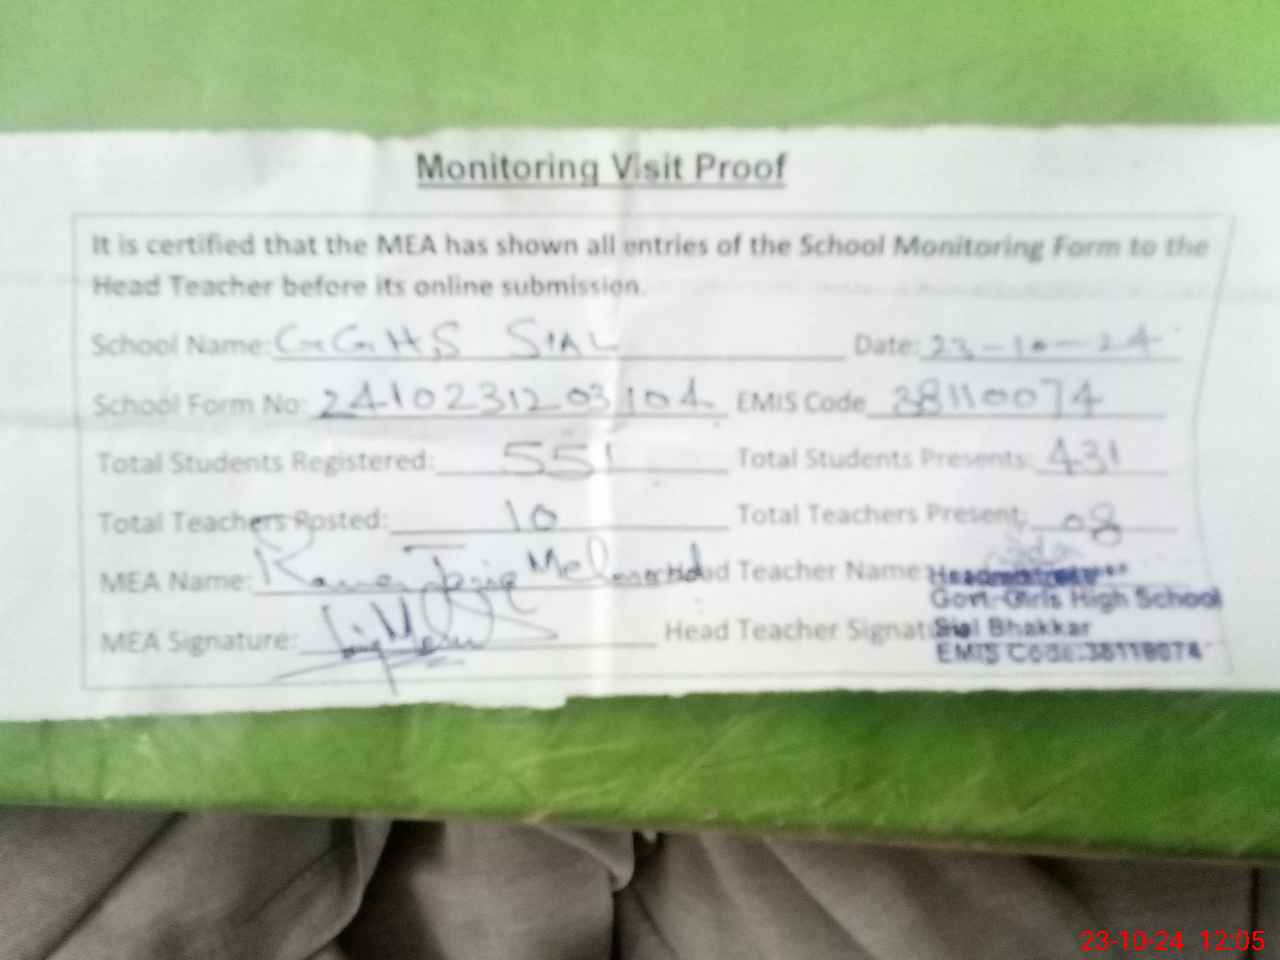 Monitoring Visit Proof
It is certified that the MEA has shown all entries of the School Monitoring Form to the
Head Teacher before its online submission.
School Name: G.G.H.S SIAL Date: 23-10-24
School Form No: 2410231203104 EMIS Code 38110074
Total Students Registered: 551 Total Students Presents: 431
Total Teachers Posted: 10 Total Teachers Present: 08
MEA Name: Head Teacher Name: Headmistress
Govt. Girls High School
MEA Signature: Head Teacher Signature Sial Bhakkar
EMIS Code:38110074
23-10-24 12:05